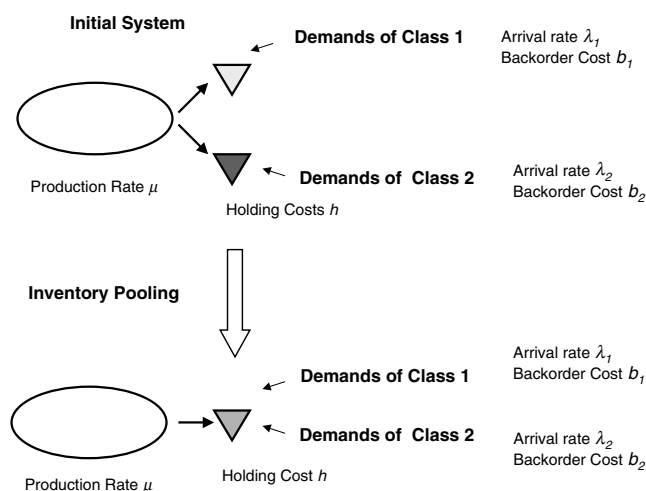 Initial System
Demands of Class 1
Arrival rate λ1
Backorder Cost b1
Production Rate μ
Demands of Class 2
Arrival rate λ2
Backorder Cost b2
Holding Costs h
Inventory Pooling
Arrival rate λ1
Backorder Cost b1
Demands of Class 1
Demands of Class 2
Arrival rate λ2
Backorder Cost b2
Production Rate μ
Holding Cost h